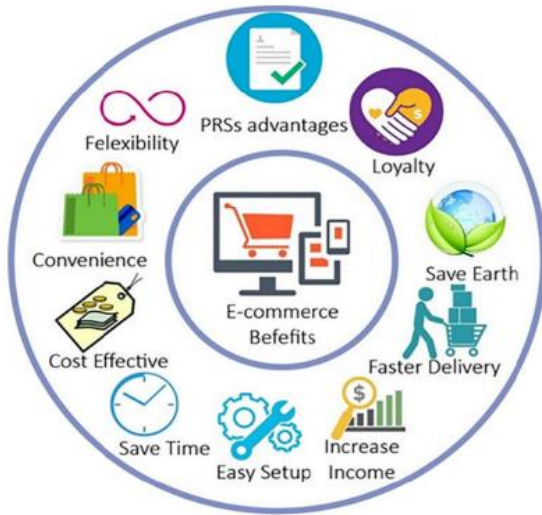 PRSs advantages
Loyalty
Save Earth
Faster Delivery
Increase
Income
Easy Setup
Save Time
Cost Effective
Convenience
Felexibility
E-commerce
Befefits